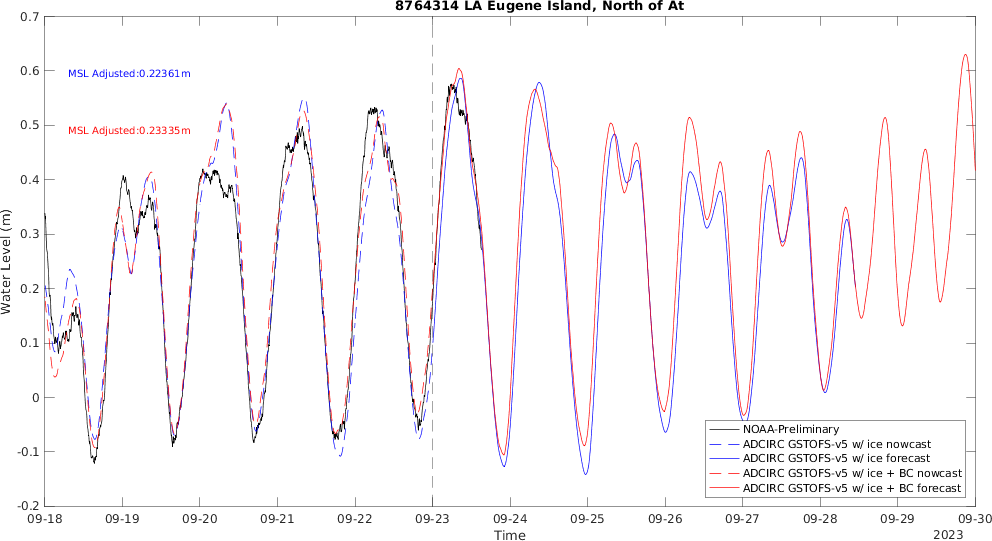 8764314 LA Eugene Island, North of At
0.7
0.6
0.5
0.4
0.3
0.2
0.1
0
-0.1
-0.2
Water Level (m)
MSL Adjusted:0.22361m
MSL Adjusted:0.23335m
NOAA-Preliminary
ADCIRC GSTOFS-v5 w/ ice nowcast
ADCIRC GSTOFS-v5 w/ ice forecast
ADCIRC GSTOFS-v5 w/ ice + BC nowcast
ADCIRC GSTOFS-v5 w/ ice + BC forecast
09-18 09-19 09-20 09-21 09-22 09-23 09-24 09-25 09-26 09-27 09-28 09-29 09-30
Time
2023